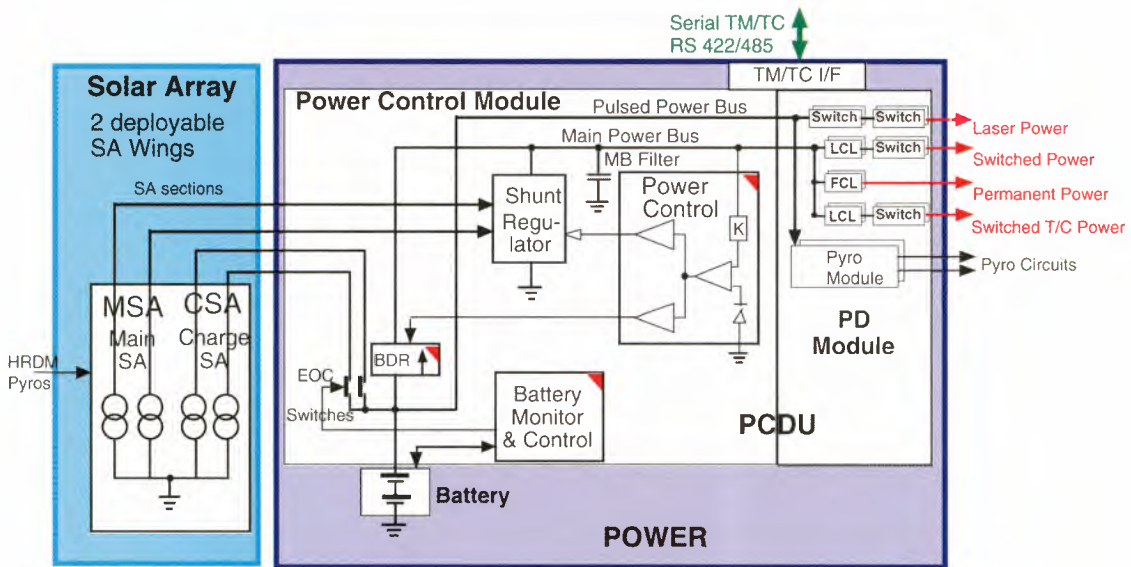 Serial TM/TC
RS 422/485
TM/TC I/F
Solar Array
2 deployable
SA Wings
SA sections
MSA
Main
SA
CSA
Charge
SA
HRDM
Pyros
Power Control Module
Pulsed Power Bus
Main Power Bus
MB Filter
Shunt
Regu-
lator
Power
Control
K
BDR
EOC
Switches
Battery
Monitor
& Control
Battery
Switch
Switch
Laser Power
LCL
Switch
Switched Power
FCL
Permanent Power
LCL
Switch
Switched T/C Power
Pyro
Module
Pyro Circuits
PD
Module
PCDU
POWER